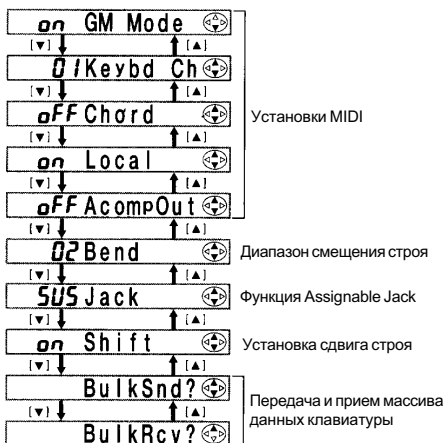 on GM Mode
[▼] [▲]
01 Keybd Ch
[▼] [▲]
oFF Chord
Установки MIDI
[▼] [▲]
on Local
[▼] [▲]
oFF AcompOut
[▼] [▲]
02 Bend
Диапазон смещения строя
[▼] [▲]
SUS Jack
Функция Assignable Jack
[▼] [▲]
on Shift
Установка сдвига строя
[▼] [▲]
BulkSnd?
Передача и прием массива
данных клавиатуры
[▼] [▲]
BulkRcv?